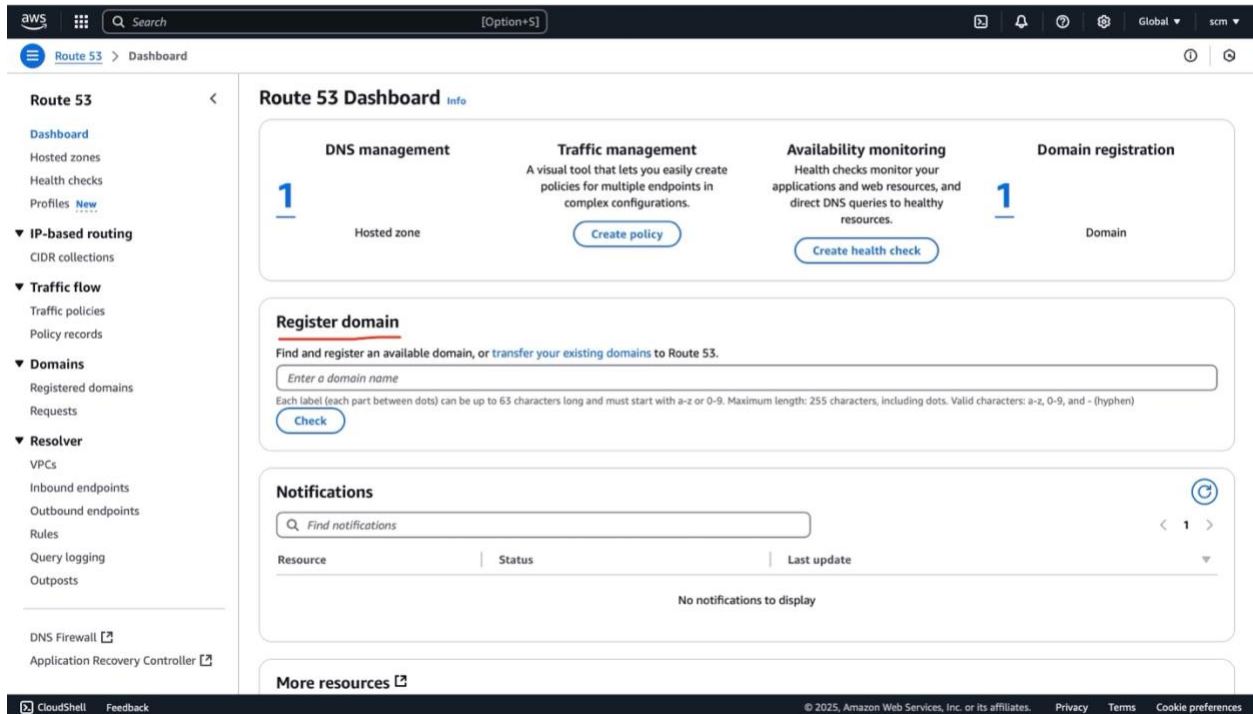 aws
Search [Option+S]
Global ▼ scm ▼
Route 53 > Dashboard
Route 53
Dashboard
Hosted zones
Health checks
Profiles New
IP-based routing
CIDR collections
Traffic flow
Traffic policies
Policy records
Domains
Registered domains
Requests
Resolver
VPCs
Inbound endpoints
Outbound endpoints
Rules
Query logging
Outposts
DNS Firewall
Application Recovery Controller
Route 53 Dashboard Info
DNS management
1
Hosted zone
Traffic management
A visual tool that lets you easily create
policies for multiple endpoints in
complex configurations.
Create policy
Availability monitoring
Health checks monitor your
applications and web resources, and
direct DNS queries to healthy
resources.
Create health check
Domain registration
1
Domain
Register domain
Find and register an available domain, or transfer your existing domains to Route 53.
Enter a domain name
Each label (each part between dots) can be up to 63 characters long and must start with a-z or 0-9. Maximum length: 255 characters, including dots. Valid characters: a-z, 0-9, and - (hyphen)
Check
Notifications
Find notifications
< 1 >
Resource Status Last update
No notifications to display
More resources
CloudShell Feedback © 2025, Amazon Web Services, Inc. or its affiliates. Privacy Terms Cookie preferences